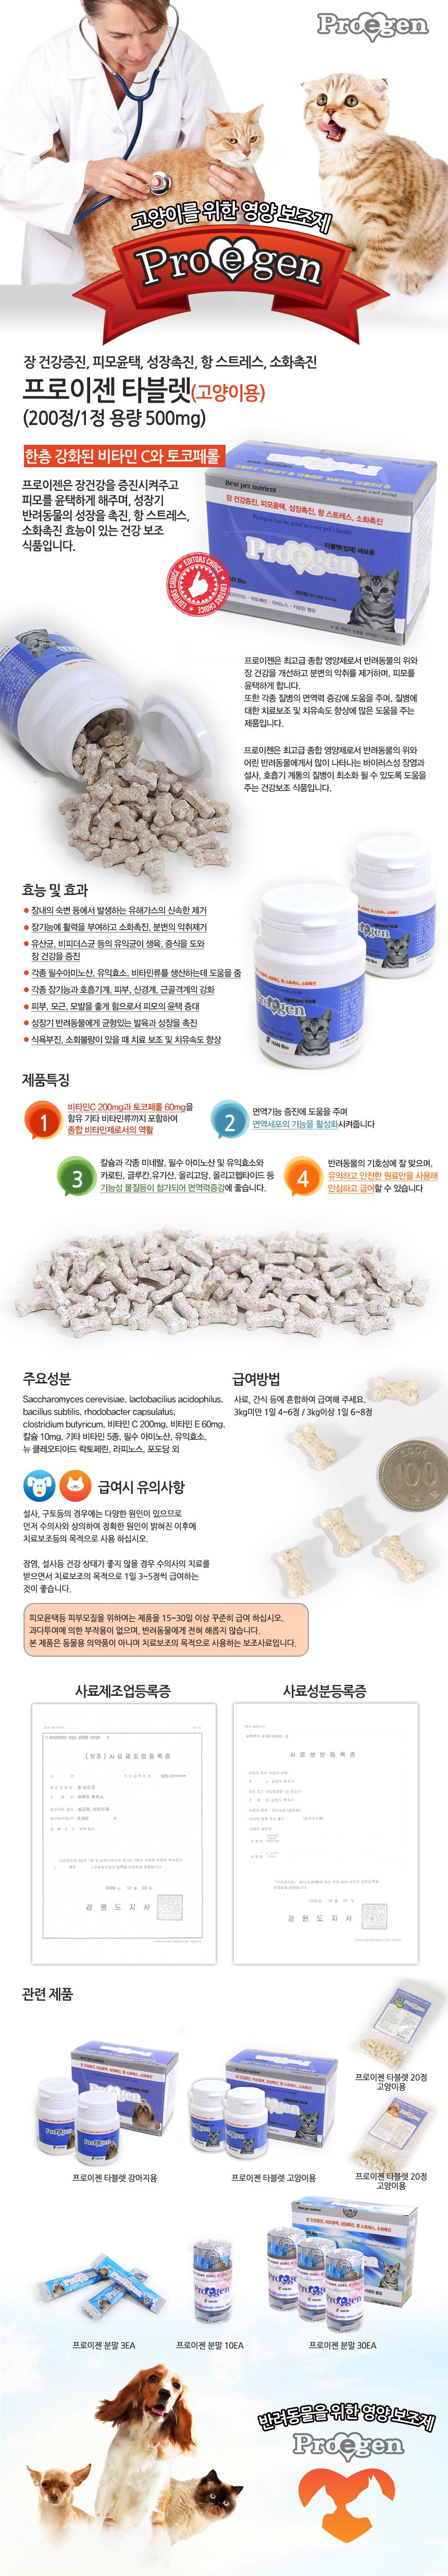 Proegen
고양이를 위한 영양 보조제
Proegen
장 건강증진, 피모윤택, 성장촉진, 항 스트레스, 소화촉진
프로이젠 타블렛(고양이용)
(200정/1정 용량 500mg)
한층 강화된 비타민 C와 토코페롤
프로이젠은 장건강을 증진시켜주고
피모를 윤택하게 해주며, 성장기
반려동물의 성장을 촉진, 항 스트레스,
소화촉진 효능이 있는 건강 보조
식품입니다.
Best pet nutrient
장 건강증진, 피모윤택, 성장촉진, 항 스트레스, 소화촉진
Proegen can be good to your pet's health
Proegen
EDITORS CHOICE
EDITORS CHOICE
프로이젠은 최고급 종합 영양제로서 반려동물의 위와
장 건강을 개선하고 분변의 악취를 제거하며, 피모를
윤택하게 합니다.
또한 각종 질병의 면역력 증강에 도움을 주며, 질병에
대한 치료보조 및 치유속도 향상에 많은 도움을 주는
제품입니다.
프로이젠은 최고급 종합 영양제로서 반려동물의 위와
어린 반려동물에게서 많이 나타나는 바이러스성 장염과
설사, 호흡기 계통의 질병이 최소화 될 수 있도록 도움을
주는 건강보조 식품입니다.
효능 및 효과
장내의 숙변 등에서 발생하는 유해가스의 신속한 제거
장기능에 활력을 부여하고 소화촉진, 분변의 악취제거
유산균, 비피더스균 등의 유익균이 생육, 증식을 도와
장 건강을 증진
각종 필수아미노산, 유익효소, 비타민류를 생산하는데 도움을 줌
각종 장기능과 호흡기계, 피부, 신경계, 근골격계의 강화
피부, 모근, 모발을 좋게 함으로서 피모의 윤택 증대
성장기 반려동물에게 균형있는 발육과 성장을 촉진
식욕부진, 소화불량이 있을 때 치료 보조 및 치유속도 향상
제품특징
1
비타민C 200mg과 토코페롤 60mg을
함유 기타 비타민류까지 포함하여
종합 비타민제로서의 역활
2
면역기능 증진에 도움을 주며
면역세포의 기능을 활성화시켜줍니다
3
칼슘과 각종 미네랄, 필수 아미노산 및 유익효소와
카로틴, 글루칸,유가산, 올리고당, 올리고펩타이드 등
기능성 물질등이 첨가되어 면역력증강에 좋습니다.
4
반려동물의 기호성에 잘 맞으며,
유익하고 안전한 원료만을 사용해
안심하고 급여할 수 있습니다
주요성분
Saccharomyces cerevisiae, lactobacilius acidophilus,
bacillus subtilis, rhodobacter capsulatus,
clostridium butyricum, 비타민 C 200mg, 비타민 E 60mg,
칼슘 10mg, 기타 비타민 5종, 필수 아미노산, 유익효소,
뉴 클레오티아드 락토페린, 라피노스, 포도당 외
급여방법
사료, 간식 등에 혼합하여 급여해 주세요.
3kg미만 1일 4~6정 / 3kg이상 1일 6~8정
100
급여시 유의사항
설사, 구토등의 경우에는 다양한 원인이 있으므로
먼저 수의사와 상의하여 정확한 원인이 밝혀진 이후에
치료보조등의 목적으로 사용 하십시오.
장염, 설사등 건강 상태가 좋지 않을 경우 수의사의 치료를
받으면서 치료보조의 목적으로 1일 3~5정씩 급여하는
것이 좋습니다.
피모윤택등 피부모질을 위하여는 제품을 15~30일 이상 꾸준히 급여 하십시오.
과다투여에 의한 부작용이 없으며, 반려동물에게 전혀 해롭지 않습니다.
본 제품은 동물용 의약품이 아니며 치료보조의 목적으로 사용하는 보조사료입니다.
사료제조업등록증
사료성분등록증
(보조) 사료제조업등록증
강 원 도 지 사
사 료 성 분 등 록 증
강 원 도 지 사
관련 제품
프로이젠 타블렛 강아지용
프로이젠 타블렛 고양이용
프로이젠 타블렛 20정
고양이용
프로이젠 타블렛 20정
고양이용
프로이젠 분말 3EA
프로이젠 분말 10EA
프로이젠 분말 30EA
반려동물을 위한 영양 보조제
Proegen